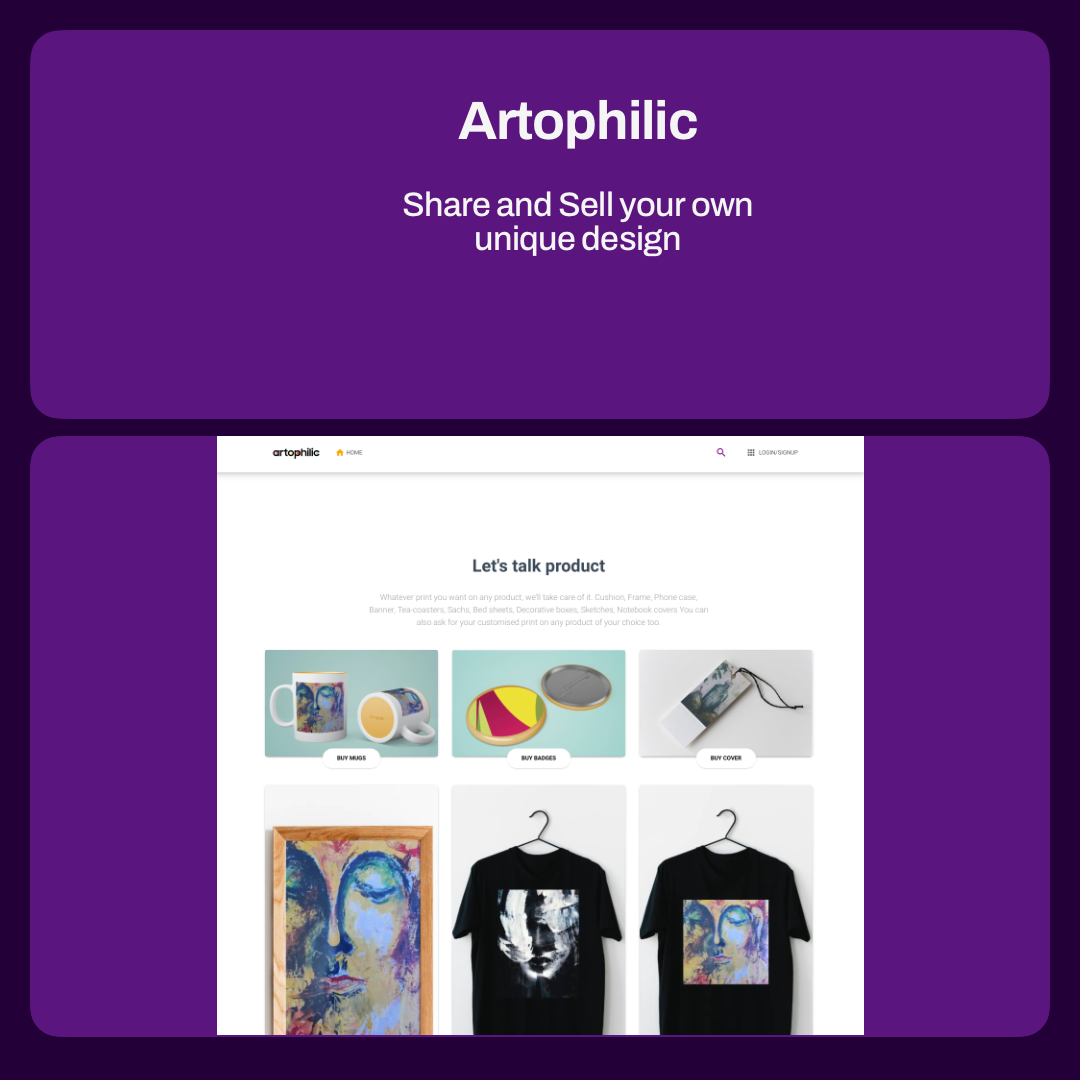 Artophilic
Share and Sell your own
unique design
artophilic
HOME
LOGIN/SIGNUP
Let's talk product
Whatever print you want on any product, we'll take care of it. Cushion, Frame, Phone case,
Banner, Tea-coasters, Sachs, Bed sheets, Decorative boxes, Sketches, Notebook covers You can
also ask for your customised print on any product of your choice too.
BUY MUGS
BUY BADGES
BUY COVER